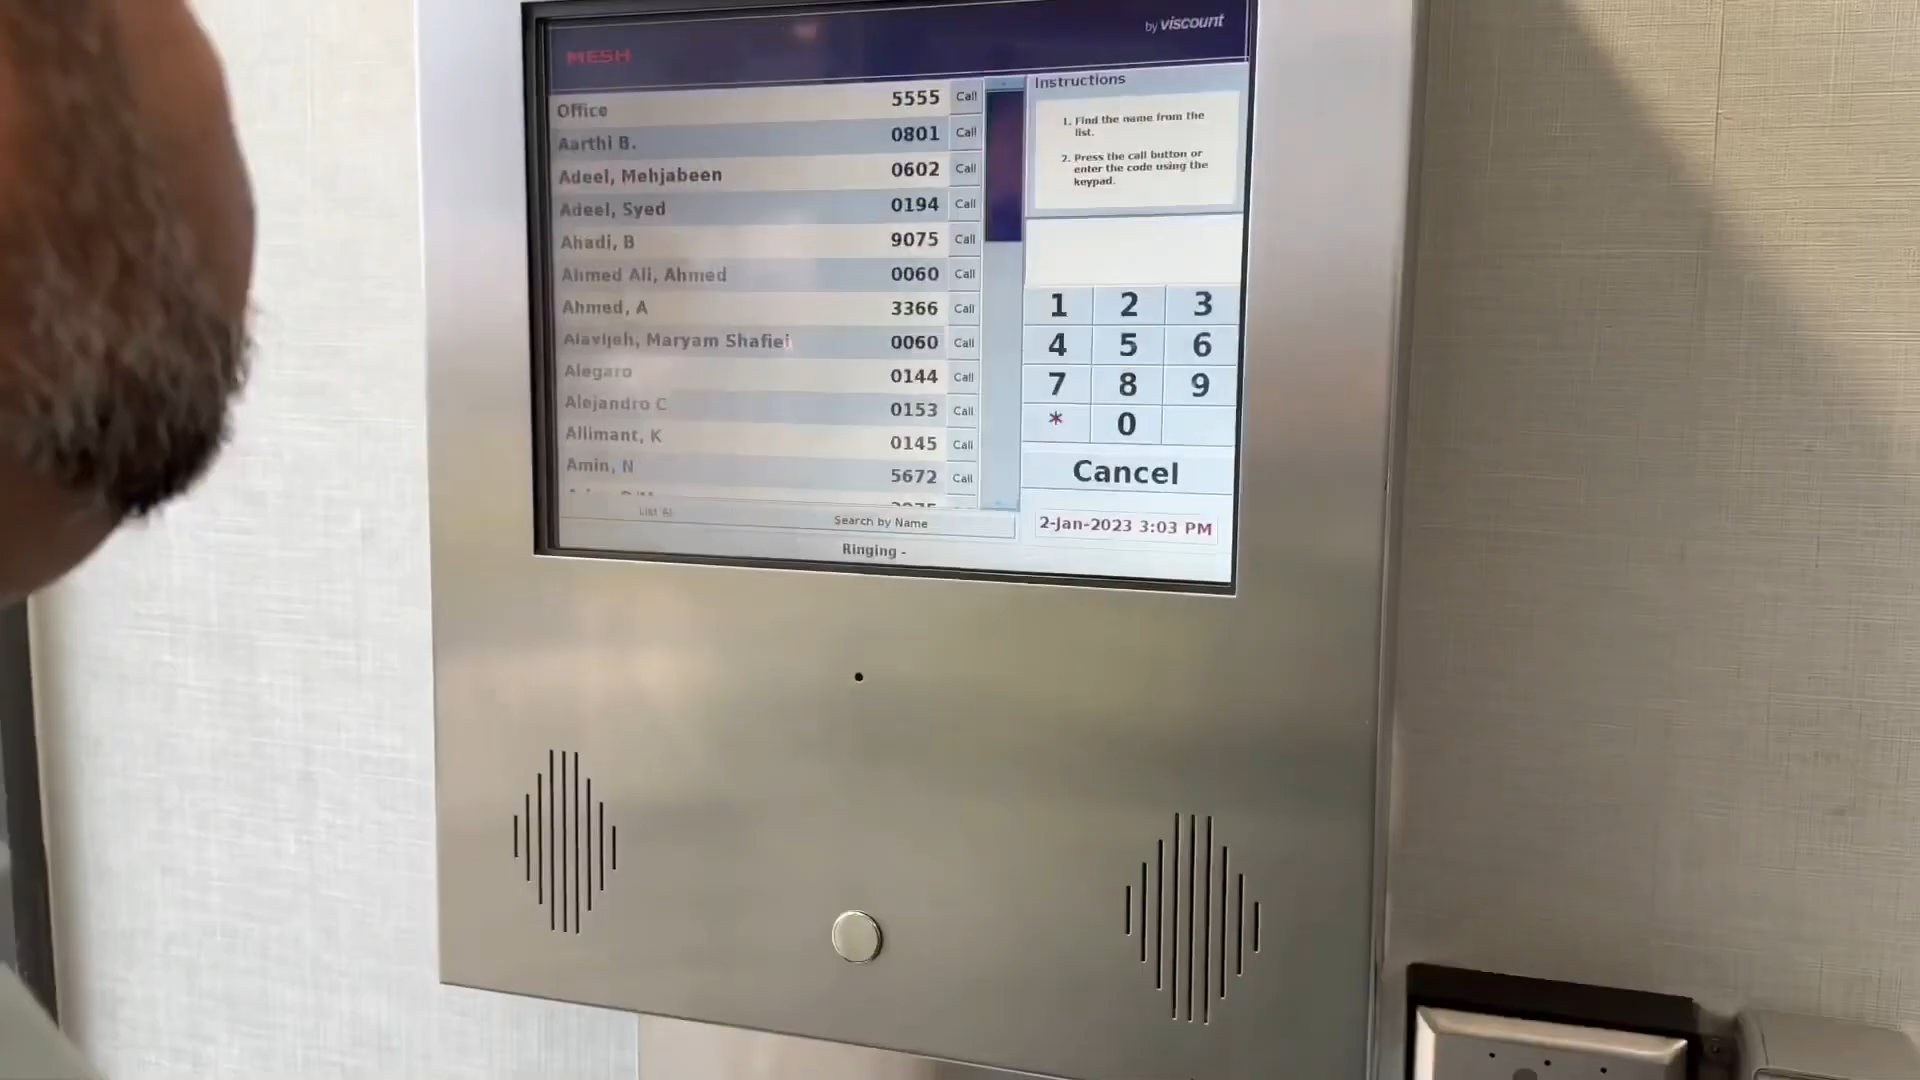 MESH
by viscount
Office 5555 Call
Aarthi B. 0801 Call
Adeel, Mehjabeen 0602 Call
Adeel, Syed 0194 Call
Ahadi, B 9075 Call
Ahmed Ali, Ahmed 0060 Call
Ahmed, A 3366 Call
Alavijeh, Maryam Shafiei 0060 Call
Alegaro 0144 Call
Alejandro C 0153 Call
Allimant, K 0145 Call
Amin, N 5672 Call
List All
Search by Name
Ringing -
Instructions
1. Find the name from the
list.
2. Press the call button or
enter the code using the
keypad.
1 2 3
4 5 6
7 8 9
* 0
Cancel
2-Jan-2023 3:03 PM